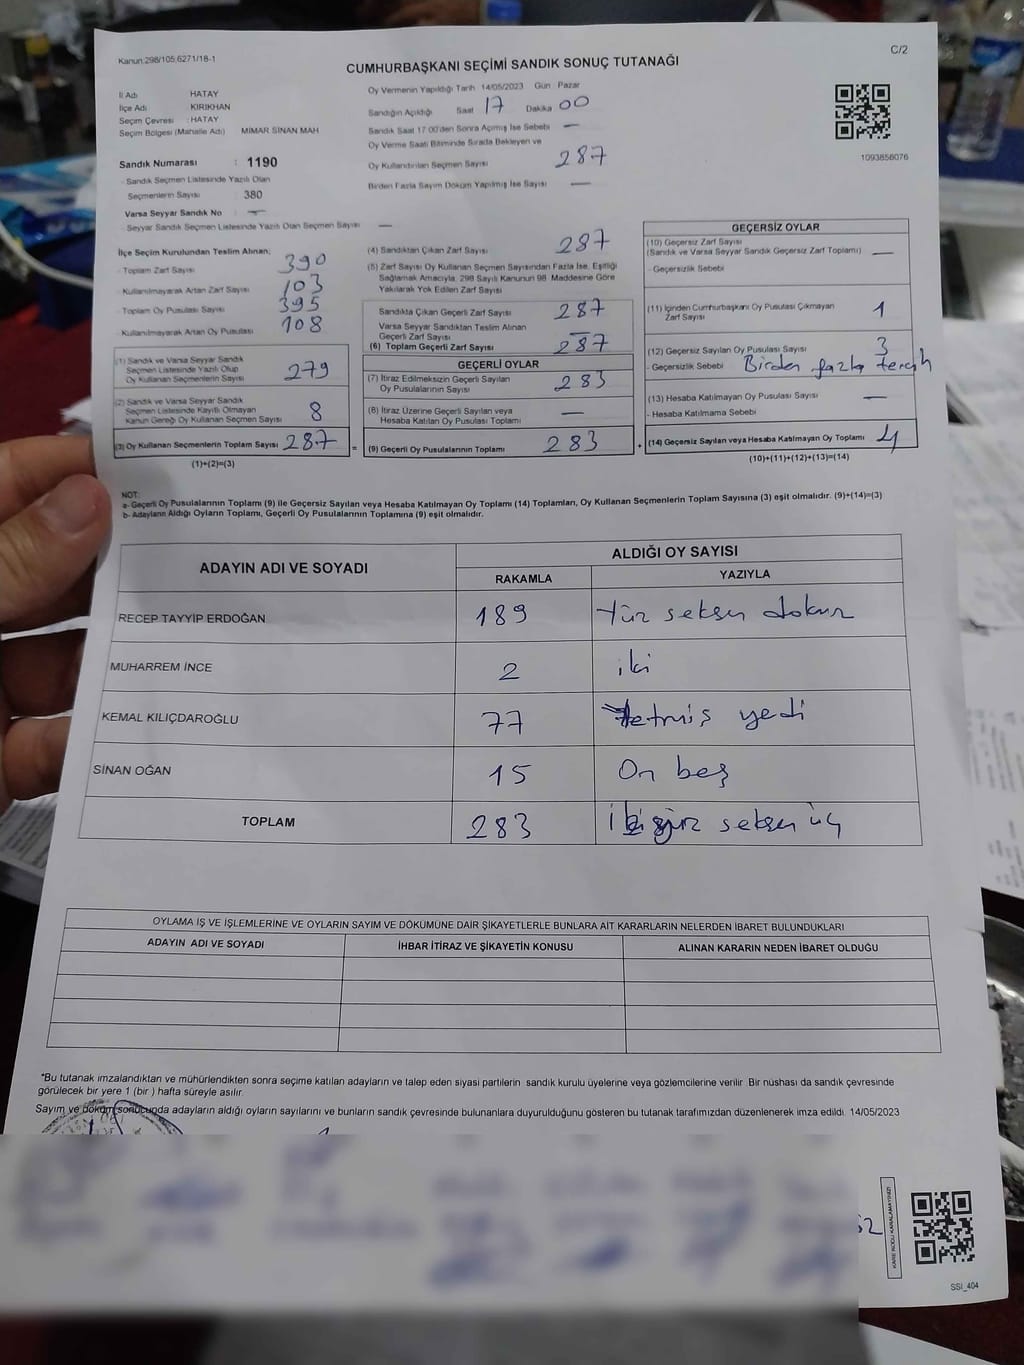 Kanun:298/105,6271/18-1
C/2
CUMHURBAŞKANI SEÇİMİ SANDIK SONUÇ TUTANAĞI
İl Adı HATAY
İlçe Adı KIRIKHAN
Seçim Çevresi : HATAY
Seçim Bölgesi (Mahalle Adı) MİMAR SİNAN MAH
Sandık Numarası : 1190
- Sandık Seçmen Listesinde Yazılı Olan
Seçmenlerin Sayısı : 380
Varsa Seyyar Sandık No : —
- Seyyar Sandık Seçmen Listesinde Yazılı Olan Seçmen Sayısı —
Oy Vermenin Yapıldığı Tarih 14/05/2023 Gün Pazar
Sandığın Açıldığı Saat 17 Dakika 00
Sandık Saat 17:00'den Sonra Açılmış İse Sebebi —
Oy Verme Saati Bitiminde Sırada Bekleyen ve
Oy Kullandırılan Seçmen Sayısı 287
Birden Fazla Sayım Döküm Yapılmış İse Sayısı —
1093856076
İlçe Seçim Kurulundan Teslim Alınan;
- Toplam Zarf Sayısı 390
- Kullanılmayarak Artan Zarf Sayısı 103
- Toplam Oy Pusulası Sayısı 395
- Kullanılmayarak Artan Oy Pusulası 108
(1) Sandık ve Varsa Seyyar Sandık
Seçmen Listesinde Yazılı Olup
Oy Kullanan Seçmenlerin Sayısı 279
(2) Sandık ve Varsa Seyyar Sandık
Seçmen Listesinde Kayıtlı Olmayan
Kanun Gereği Oy Kullanan Seçmen Sayısı 8
(3) Oy Kullanan Seçmenlerin Toplam Sayısı 287
(1)+(2)=(3)
(4) Sandıktan Çıkan Zarf Sayısı 287
(5) Zarf Sayısı Oy Kullanan Seçmen Sayısından Fazla İse, Eşitliği
Sağlamak Amacıyla; 298 Sayılı Kanunun 98. Maddesine Göre
Yakılarak Yok Edilen Zarf Sayısı
Sandıkta Çıkan Geçerli Zarf Sayısı 287
Varsa Seyyar Sandıktan Teslim Alınan
Geçerli Zarf Sayısı —
(6) Toplam Geçerli Zarf Sayısı 287
GEÇERLİ OYLAR
(7) İtiraz Edilmeksizin Geçerli Sayılan
Oy Pusulalarının Sayısı 283
(8) İtiraz Üzerine Geçerli Sayılan veya
Hesaba Katılan Oy Pusulası Toplamı —
= (9) Geçerli Oy Pusulalarının Toplamı 283 +
GEÇERSİZ OYLAR
(10) Geçersiz Zarf Sayısı
(Sandık ve Varsa Seyyar Sandık Geçersiz Zarf Toplamı) —
- Geçersizlik Sebebi
(11) İçinden Cumhurbaşkanı Oy Pusulası Çıkmayan
Zarf Sayısı 1
(12) Geçersiz Sayılan Oy Pusulası Sayısı 3
- Geçersizlik Sebebi Birden fazla tercih
(13) Hesaba Katılmayan Oy Pusulası Sayısı —
- Hesaba Katılmama Sebebi
(14) Geçersiz Sayılan veya Hesaba Katılmayan Oy Toplamı 4
(10)+(11)+(12)+(13)=(14)
NOT:
a- Geçerli Oy Pusulalarının Toplamı (9) ile Geçersiz Sayılan veya Hesaba Katılmayan Oy Toplamı (14) Toplamları, Oy Kullanan Seçmenlerin Toplam Sayısına (3) eşit olmalıdır. (9)+(14)=(3)
b- Adayların Aldığı Oyların Toplamı, Geçerli Oy Pusulalarının Toplamına (9) eşit olmalıdır.
ADAYIN ADI VE SOYADI ALDIĞI OY SAYISI
RAKAMLA YAZIYLA
RECEP TAYYİP ERDOĞAN 189 Yüz seksen dokuz
MUHARREM İNCE 2 iki
KEMAL KILIÇDAROĞLU 77 Yetmiş yedi
SİNAN OĞAN 15 On beş
TOPLAM 283 ikiyüz seksen üç
OYLAMA İŞ VE İŞLEMLERİNE VE OYLARIN SAYIM VE DÖKÜMÜNE DAİR ŞİKAYETLERLE BUNLARA AİT KARARLARIN NELERDEN İBARET BULUNDUKLARI
ADAYIN ADI VE SOYADI İHBAR İTİRAZ VE ŞİKAYETİN KONUSU ALINAN KARARIN NEDEN İBARET OLDUĞU
*Bu tutanak imzalandıktan ve mühürlendikten sonra seçime katılan adayların ve talep eden siyasi partilerin sandık kurulu üyelerine veya gözlemcilerine verilir. Bir nüshası da sandık çevresinde
görülecek bir yere 1 (bir ) hafta süreyle asılır.
Sayım ve döküm sonucunda adayların aldığı oyların sayılarını ve bunların sandık çevresinde bulunanlara duyurulduğunu gösteren bu tutanak tarafımızdan düzenlenerek imza edildi. 14/05/2023
KARE KODU KARALAMAYINIZ!
SSI_404